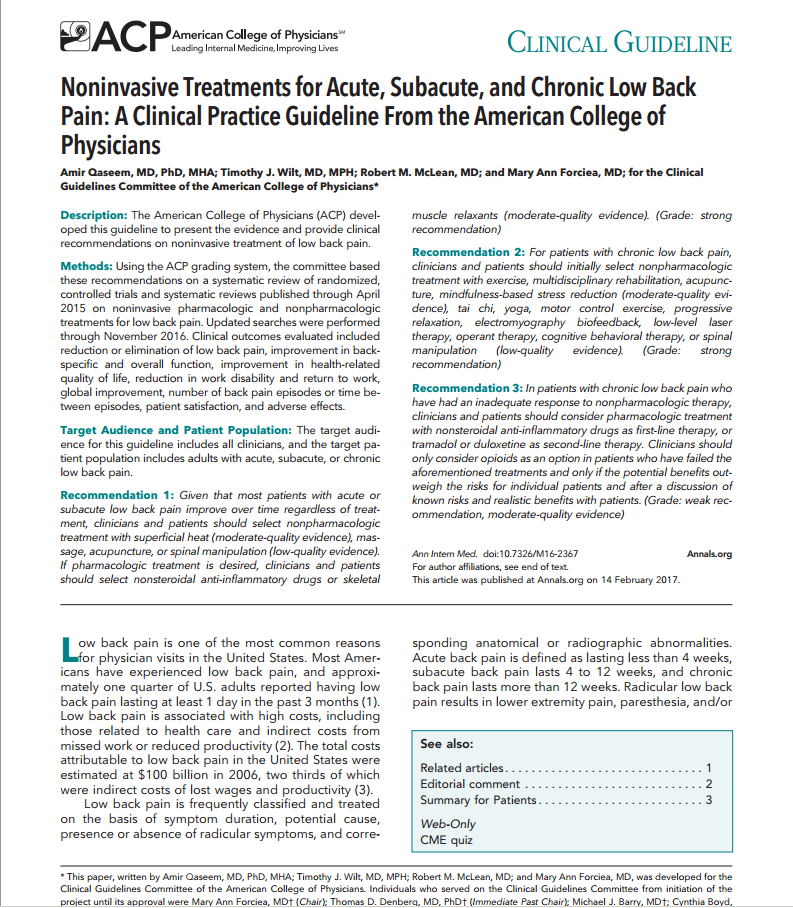 ACP American College of Physicians℠
Leading Internal Medicine, Improving Lives
CLINICAL GUIDELINE
Noninvasive Treatments for Acute, Subacute, and Chronic Low Back
Pain: A Clinical Practice Guideline From the American College of
Physicians
Amir Qaseem, MD, PhD, MHA; Timothy J. Wilt, MD, MPH; Robert M. McLean, MD; and Mary Ann Forciea, MD; for the Clinical
Guidelines Committee of the American College of Physicians*
Description: The American College of Physicians (ACP) devel-
oped this guideline to present the evidence and provide clinical
recommendations on noninvasive treatment of low back pain.
Methods: Using the ACP grading system, the committee based
these recommendations on a systematic review of randomized,
controlled trials and systematic reviews published through April
2015 on noninvasive pharmacologic and nonpharmacologic
treatments for low back pain. Updated searches were performed
through November 2016. Clinical outcomes evaluated included
reduction or elimination of low back pain, improvement in back-
specific and overall function, improvement in health-related
quality of life, reduction in work disability and return to work,
global improvement, number of back pain episodes or time be-
tween episodes, patient satisfaction, and adverse effects.
Target Audience and Patient Population: The target audi-
ence for this guideline includes all clinicians, and the target pa-
tient population includes adults with acute, subacute, or chronic
low back pain.
Recommendation 1: Given that most patients with acute or
subacute low back pain improve over time regardless of treat-
ment, clinicians and patients should select nonpharmacologic
treatment with superficial heat (moderate-quality evidence), mas-
sage, acupuncture, or spinal manipulation (low-quality evidence).
If pharmacologic treatment is desired, clinicians and patients
should select nonsteroidal anti-inflammatory drugs or skeletal
muscle relaxants (moderate-quality evidence). (Grade: strong
recommendation)
Recommendation 2: For patients with chronic low back pain,
clinicians and patients should initially select nonpharmacologic
treatment with exercise, multidisciplinary rehabilitation, acupunc-
ture, mindfulness-based stress reduction (moderate-quality evi-
dence), tai chi, yoga, motor control exercise, progressive
relaxation, electromyography biofeedback, low-level laser
therapy, operant therapy, cognitive behavioral therapy, or spinal
manipulation (low-quality evidence). (Grade: strong
recommendation)
Recommendation 3: In patients with chronic low back pain who
have had an inadequate response to nonpharmacologic therapy,
clinicians and patients should consider pharmacologic treatment
with nonsteroidal anti-inflammatory drugs as first-line therapy, or
tramadol or duloxetine as second-line therapy. Clinicians should
only consider opioids as an option in patients who have failed the
aforementioned treatments and only if the potential benefits out-
weigh the risks for individual patients and after a discussion of
known risks and realistic benefits with patients. (Grade: weak rec-
ommendation, moderate-quality evidence)
Ann Intern Med. doi:10.7326/M16-2367 Annals.org
For author affiliations, see end of text.
This article was published at Annals.org on 14 February 2017.
Low back pain is one of the most common reasons
for physician visits in the United States. Most Amer-
icans have experienced low back pain, and approxi-
mately one quarter of U.S. adults reported having low
back pain lasting at least 1 day in the past 3 months (1).
Low back pain is associated with high costs, including
those related to health care and indirect costs from
missed work or reduced productivity (2). The total costs
attributable to low back pain in the United States were
estimated at $100 billion in 2006, two thirds of which
were indirect costs of lost wages and productivity (3).
Low back pain is frequently classified and treated
on the basis of symptom duration, potential cause,
presence or absence of radicular symptoms, and corre-
sponding anatomical or radiographic abnormalities.
Acute back pain is defined as lasting less than 4 weeks,
subacute back pain lasts 4 to 12 weeks, and chronic
back pain lasts more than 12 weeks. Radicular low back
pain results in lower extremity pain, paresthesia, and/or
See also:
Related articles. . . . . . . . . . . . . . . . . . . . . . . . . . . . . . 1
Editorial comment . . . . . . . . . . . . . . . . . . . . . . . . . . . 2
Summary for Patients. . . . . . . . . . . . . . . . . . . . . . . . . 3
Web-Only
CME quiz
* This paper, written by Amir Qaseem, MD, PhD, MHA; Timothy J. Wilt, MD, MPH; Robert M. McLean, MD; and Mary Ann Forciea, MD, was developed for the
Clinical Guidelines Committee of the American College of Physicians. Individuals who served on the Clinical Guidelines Committee from initiation of the
project until its approval were Mary Ann Forciea, MD† (Chair); Thomas D. Denberg, MD, PhD† (Immediate Past Chair); Michael J. Barry, MD†; Cynthia Boyd,